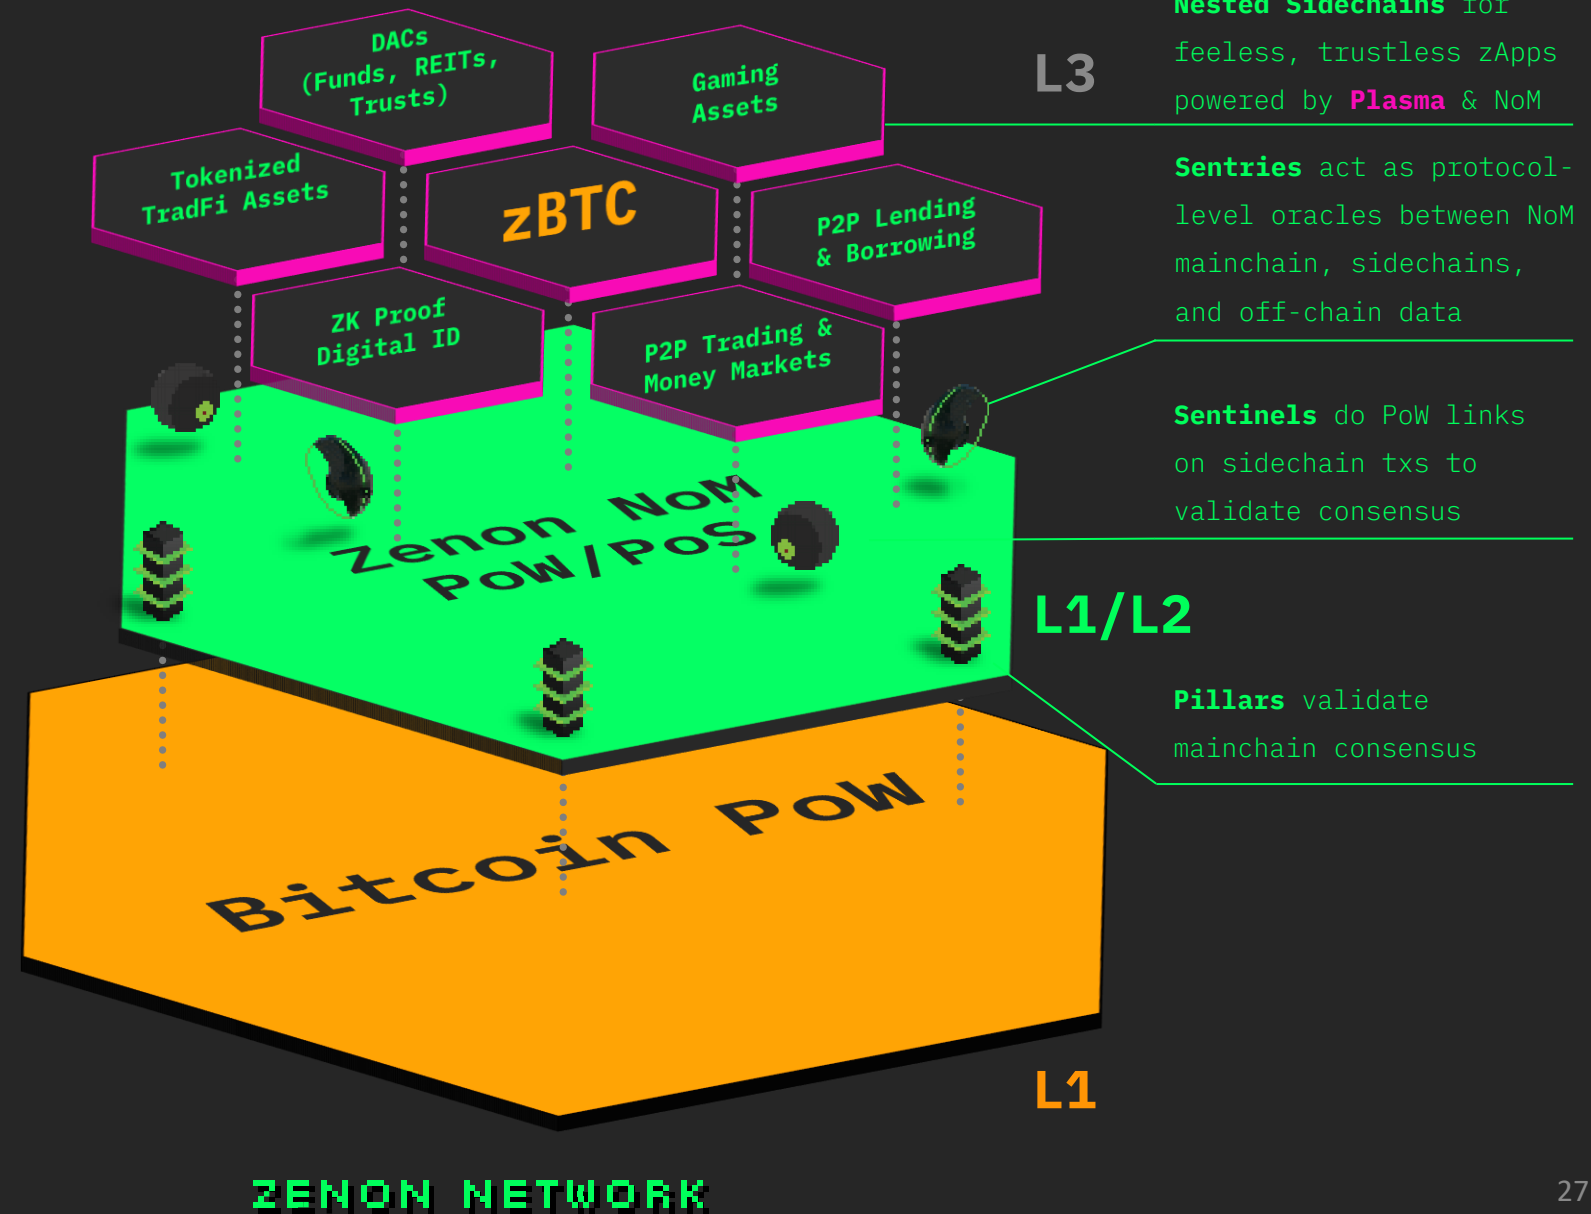 DACs
(Funds, REITs,
Trusts)
Gaming
Assets
Tokenized
TradFi Assets
zBTC
P2P Lending
& Borrowing
ZK Proof
Digital ID
P2P Trading &
Money Markets
L3
Nested Sidechains for
feeless, trustless zApps
powered by Plasma & NoM
Sentries act as protocol-
level oracles between NoM
mainchain, sidechains,
and off-chain data
Sentinels do PoW links
on sidechain txs to
validate consensus
Zenon NoM
PoW/PoS
L1/L2
Pillars validate
mainchain consensus
Bitcoin PoW
L1
ZENON NETWORK
27